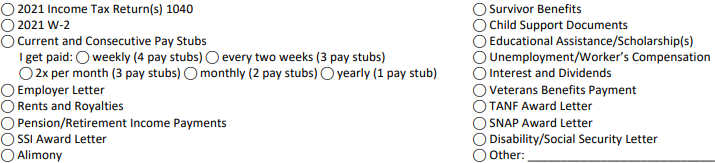 2021 Income Tax Return(s) 1040
2021 W-2
Current and Consecutive Pay Stubs
I get paid: weekly (4 pay stubs) every two weeks (3 pay stubs)
2x per month (3 pay stubs) monthly (2 pay stubs) yearly (1 pay stub)
Employer Letter
Rents and Royalties
Pension/Retirement Income Payments
SSI Award Letter
Alimony
Survivor Benefits
Child Support Documents
Educational Assistance/Scholarship(s)
Unemployment/Worker’s Compensation
Interest and Dividends
Veterans Benefits Payment
TANF Award Letter
SNAP Award Letter
Disability/Social Security Letter
Other: